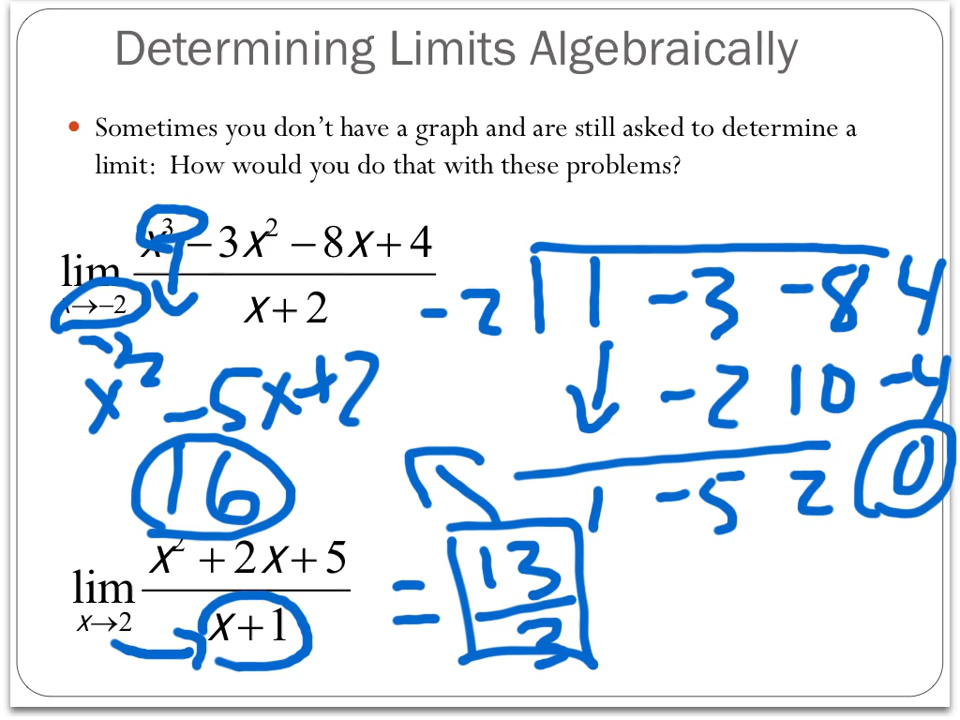 Determining Limits Algebraically
• Sometimes you don't have a graph and are still asked to determine a
limit: How would you do that with these problems?
lim x→-2 (x³ - 3x² - 8x + 4) / (x + 2)
-2 | 1 -3 -8 4
-2 10 -4
1 -5 2 0
x² - 5x + 2
16
lim x→2 (x² + 2x + 5) / (x + 1) = 13/3